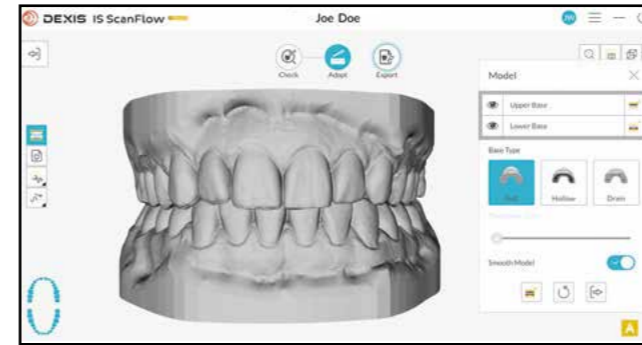 DEXIS IS ScanFlow
Joe Doe
JW
Check
Adapt
Export
Model
Upper Base
Lower Base
Base Type
Hollow
Drain
Smooth Model
A